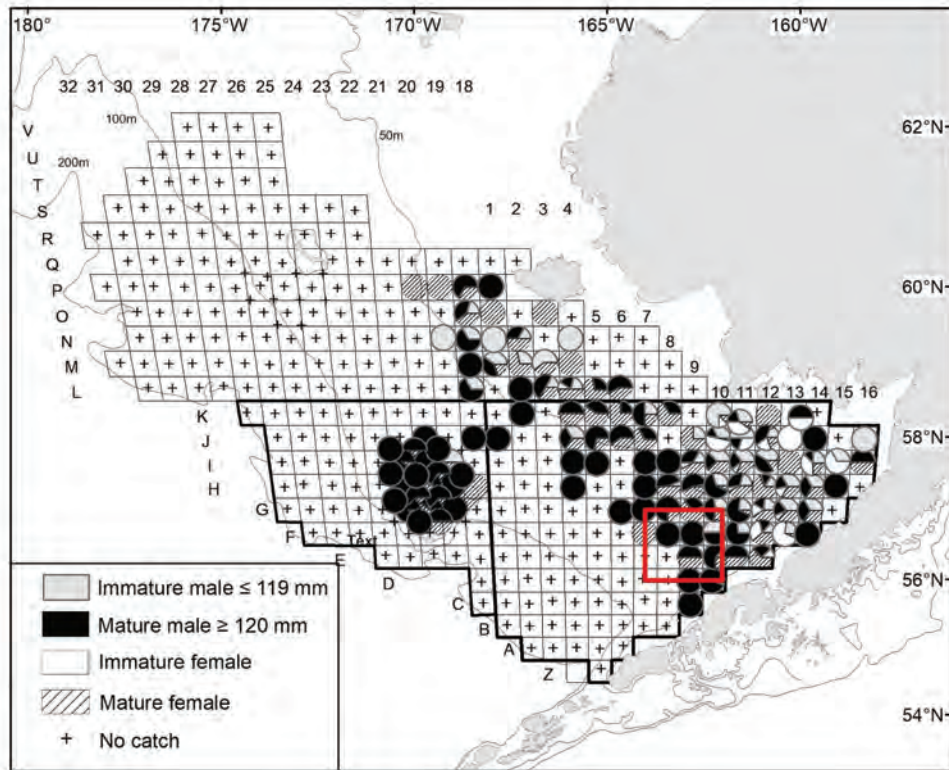 180° 175°W 170°W 165°W 160°W
32 31 30 29 28 27 26 25 24 23 22 21 20 19 18
V
100m
50m
62°N
U
200m
T
S
1 2 3 4
R
Q
P
60°N
O
5 6 7
N
8
M
9
L
10 11 12 13 14 15 16
K
J
58°N
I
H
G
F
Text
E
D
56°N
C
B
A
Z
54°N
Immature male ≤ 119 mm
Mature male ≥ 120 mm
Immature female
Mature female
+ No catch